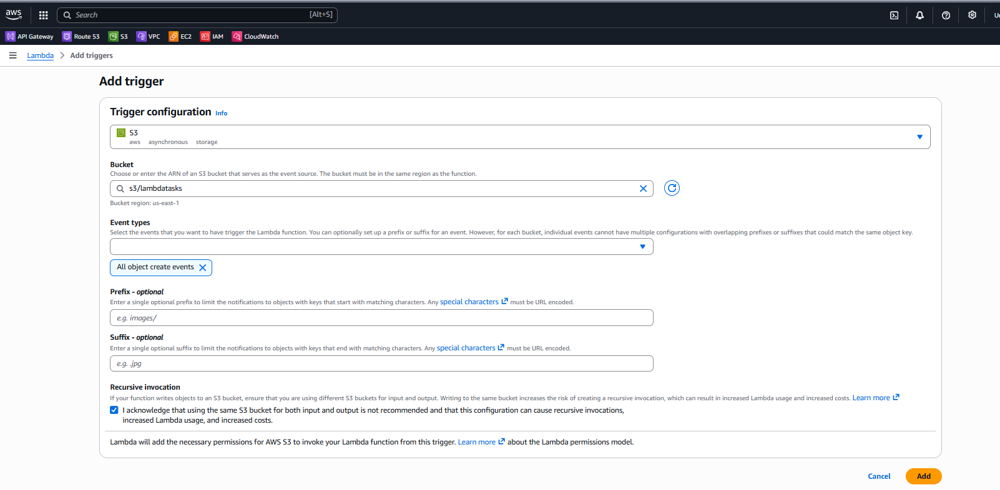 aws
Search [Alt+S]
API Gateway Route 53 S3 VPC EC2 IAM CloudWatch
Lambda > Add triggers
Add trigger
Trigger configuration Info
S3
aws asynchronous storage
Bucket
Choose or enter the ARN of an S3 bucket that serves as the event source. The bucket must be in the same region as the function.
s3/lambdatasks
Bucket region: us-east-1
Event types
Select the events that you want to have trigger the Lambda function. You can optionally set up a prefix or suffix for an event. However, for each bucket, individual events cannot have multiple configurations with overlapping prefixes or suffixes that could match the same object key.
All object create events
Prefix - optional
Enter a single optional prefix to limit the notifications to objects with keys that start with matching characters. Any special characters must be URL encoded.
e.g. images/
Suffix - optional
Enter a single optional suffix to limit the notifications to objects with keys that end with matching characters. Any special characters must be URL encoded.
e.g. .jpg
Recursive invocation
If your function writes objects to an S3 bucket, ensure that you are using different S3 buckets for input and output. Writing to the same bucket increases the risk of creating a recursive invocation, which can result in increased Lambda usage and increased costs. Learn more
I acknowledge that using the same S3 bucket for both input and output is not recommended and that this configuration can cause recursive invocations,
increased Lambda usage, and increased costs.
Lambda will add the necessary permissions for AWS S3 to invoke your Lambda function from this trigger. Learn more about the Lambda permissions model.
Cancel Add